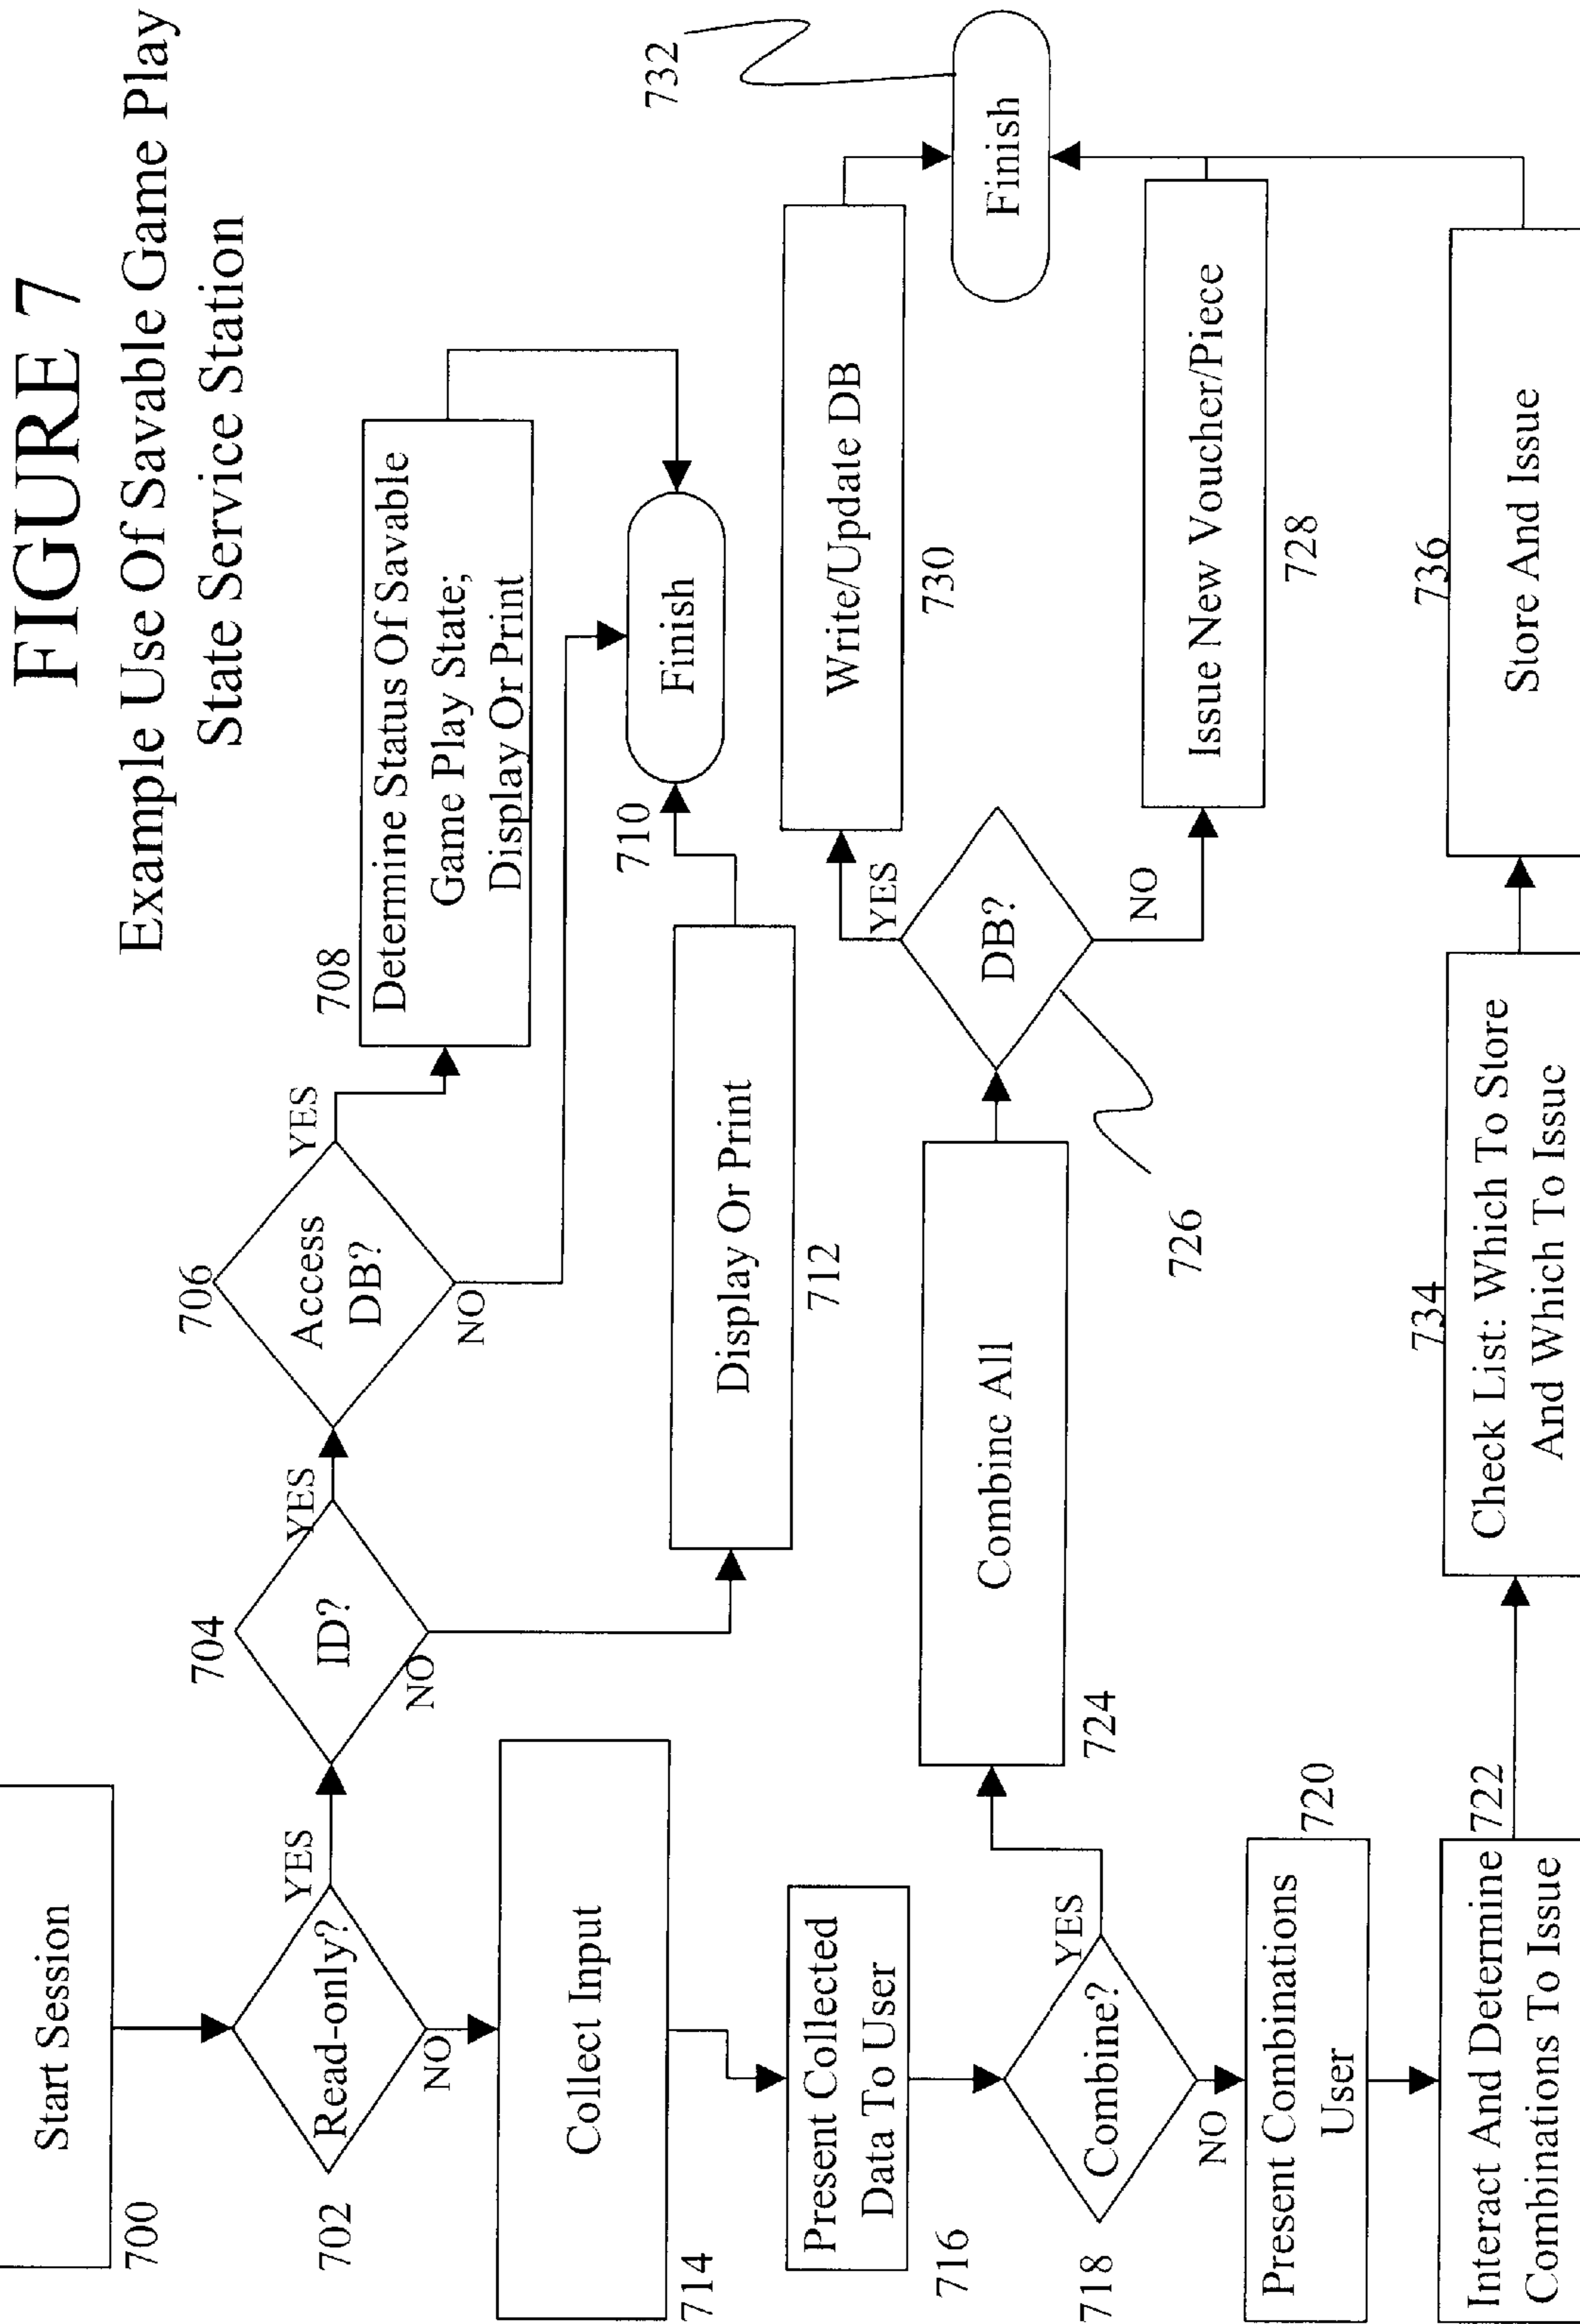 FIGURE 7
Example Use Of Savable Game Play
State Service Station
Start Session
700
Read-only?
702
YES
NO
ID?
704
YES
NO
Access
DB?
706
YES
NO
708
Determine Status Of Savable
Game Play State;
Display Or Print
Finish
710
Display Or Print
712
Collect Input
714
Present Collected
Data To User
716
Combine?
718
YES
NO
Combine All
724
DB?
726
YES
NO
Write/Update DB
730
Issue New Voucher/Piece
728
Finish
732
Present Combinations
User
720
Interact And Determine
Combinations To Issue
722
Check List: Which To Store
And Which To Issue
734
Store And Issue
736